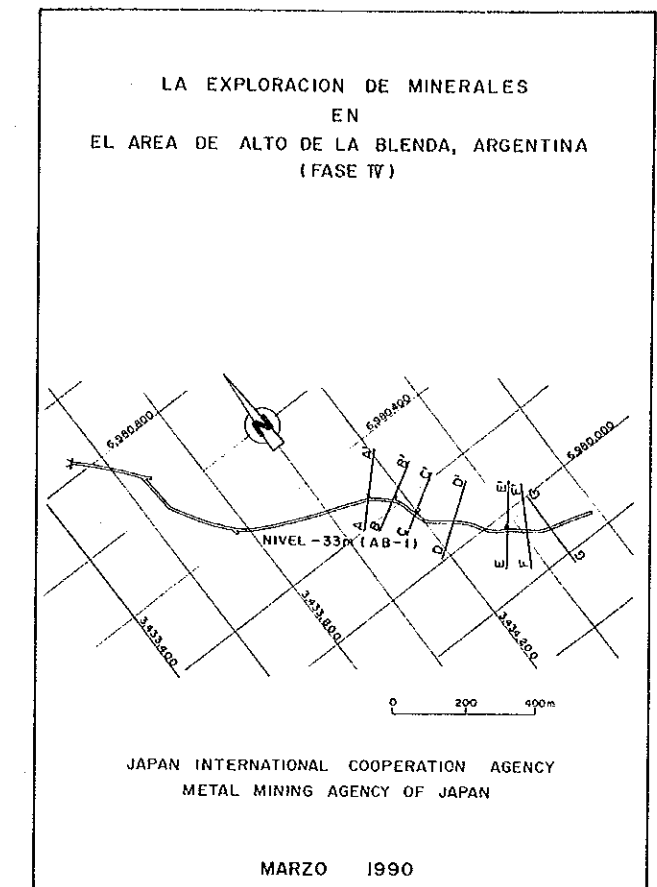 LA EXPLORACION DE MINERALES
EN
EL AREA DE ALTO DE LA BLENDA, ARGENTINA
(FASE IV)
6,980,800
6,980,400
6,980,000
N
A'
B'
C'
D'
E'
F'
G'
A
B
C
D
E
F
G
NIVEL -33m (AB-1)
3,433,400
3,433,800
3,434,200
0 200 400m
JAPAN INTERNATIONAL COOPERATION AGENCY
METAL MINING AGENCY OF JAPAN
MARZO 1990